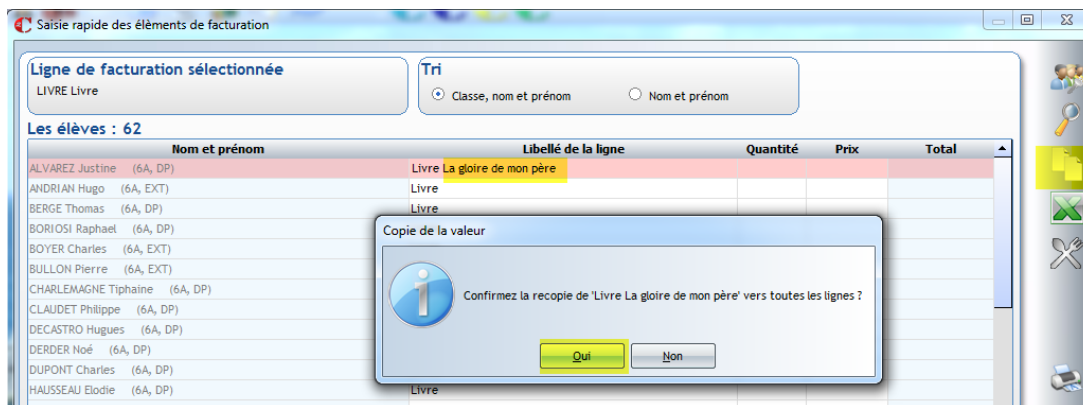 Saisie rapide des élèments de facturation
Ligne de facturation sélectionnée
LIVRE Livre
Tri
Classe, nom et prénom
Nom et prénom
Les élèves : 62
Nom et prénom Libellé de la ligne Quantité Prix Total
ALVAREZ Justine (6A, DP) Livre La gloire de mon père
ANDRIAN Hugo (6A, EXT) Livre
BERGE Thomas (6A, DP) Livre
BORIOSI Raphael (6A, DP)
BOYER Charles (6A, EXT)
BULLON Pierre (6A, EXT)
CHARLEMAGNE Tiphaine (6A, DP)
CLAUDET Philippe (6A, DP)
DECASTRO Hugues (6A, DP)
DERDER Noé (6A, DP)
DUPONT Charles (6A, DP)
HAUSSEAU Elodie (6A, DP) Livre
Copie de la valeur
Confirmez la recopie de 'Livre La gloire de mon père' vers toutes les lignes ?
Oui Non